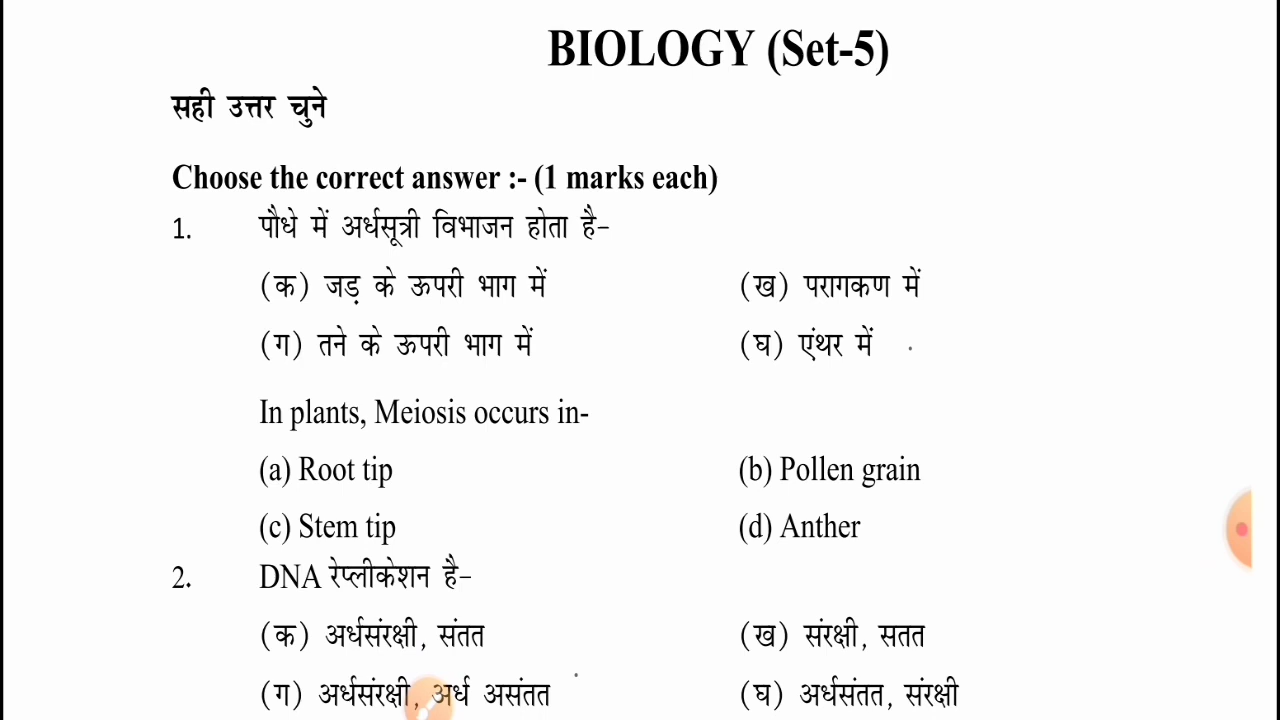 BIOLOGY (Set-5)
सही उत्तर चुने
Choose the correct answer :- (1 marks each)
1. पौधे में अर्धसूत्री विभाजन होता है-
(क) जड़ के ऊपरी भाग में (ख) परागकण में
(ग) तने के ऊपरी भाग में (घ) एंथर में
In plants, Meiosis occurs in-
(a) Root tip (b) Pollen grain
(c) Stem tip (d) Anther
2. DNA रेप्लीकेशन है-
(क) अर्धसंरक्षी, संतत (ख) संरक्षी, सतत
(ग) अर्धसंरक्षी, अर्ध असंतत (घ) अर्धसंतत, संरक्षी